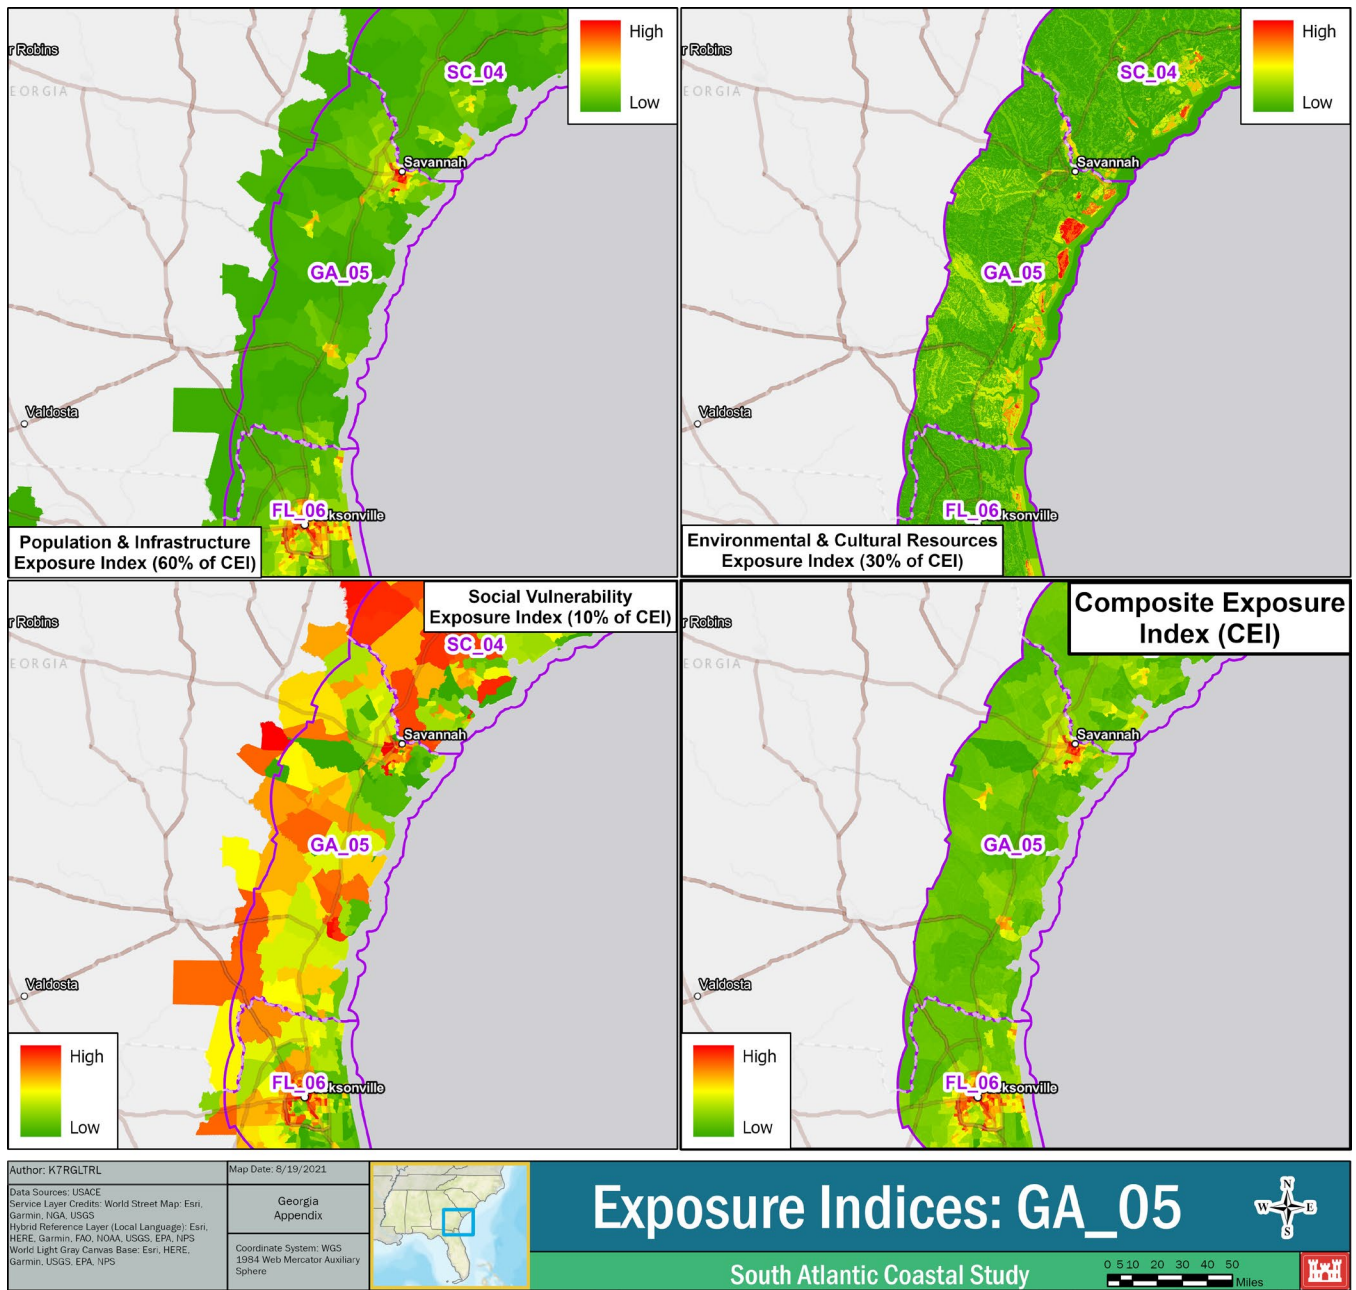 High
Low
r Robins
EORGIA
SC_04
Savannah
GA_05
Valdosta
FL_06
ksonville
Population & Infrastructure
Exposure Index (60% of CEI)
High
Low
r Robins
EORGIA
SC_04
Savannah
GA_05
Valdosta
FL_06
ksonville
Environmental & Cultural Resources
Exposure Index (30% of CEI)
Social Vulnerability
Exposure Index (10% of CEI)
r Robins
EORGIA
SC_04
Savannah
GA_05
Valdosta
High
Low
FL_06
ksonville
Composite Exposure
Index (CEI)
r Robins
EORGIA
Savannah
GA_05
Valdosta
High
Low
FL_06
ksonville
Author: K7RGLTRL
Data Sources: USACE
Service Layer Credits: World Street Map: Esri,
Garmin, NGA, USGS
Hybrid Reference Layer (Local Language): Esri,
HERE, Garmin, FAO, NOAA, USGS, EPA, NPS
World Light Gray Canvas Base: Esri, HERE,
Garmin, USGS, EPA, NPS
Map Date: 8/19/2021
Georgia
Appendix
Coordinate System: WGS
1984 Web Mercator Auxiliary
Sphere
Exposure Indices: GA_05
N
W E
S
South Atlantic Coastal Study
0 5 10 20 30 40 50
Miles